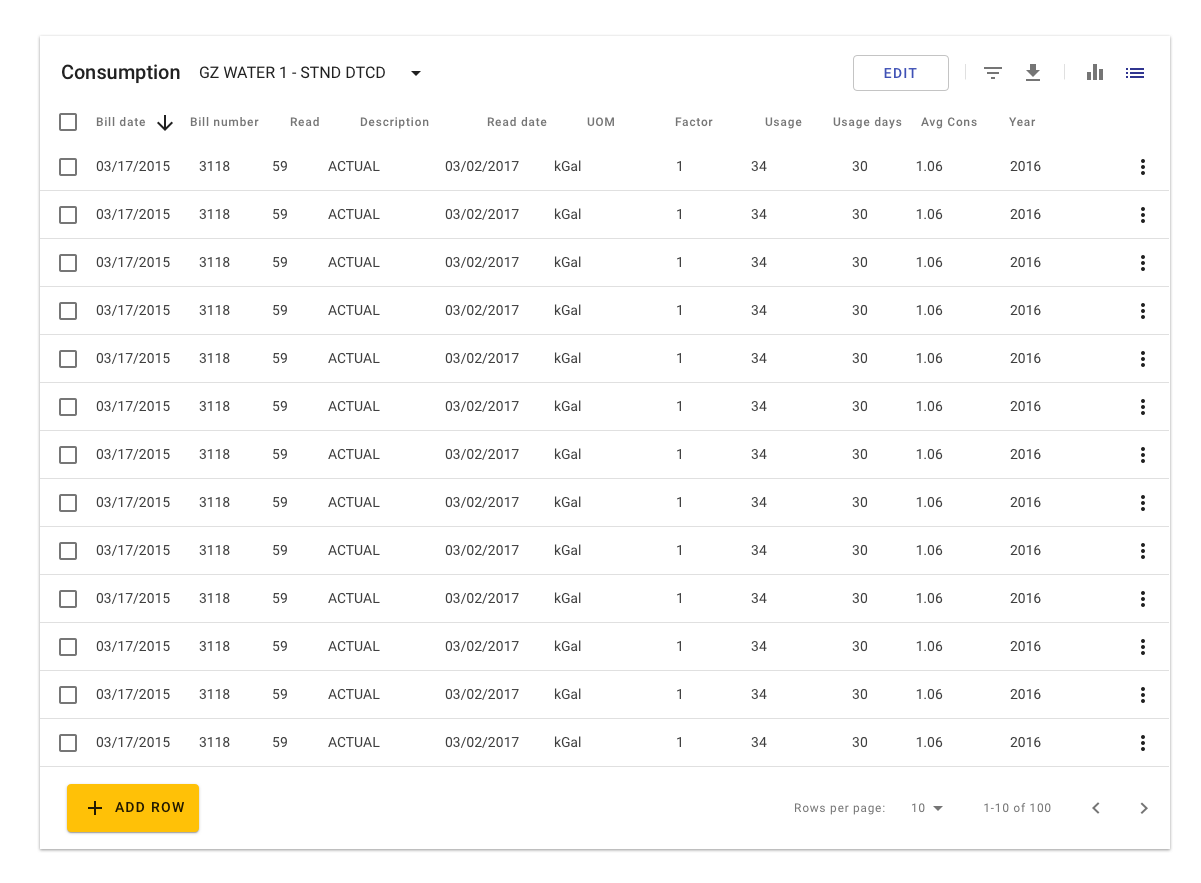 Consumption GZ WATER 1 - STND DTCD EDIT
Bill date Bill number Read Description Read date UOM Factor Usage Usage days Avg Cons Year
03/17/2015 3118 59 ACTUAL 03/02/2017 kGal 1 34 30 1.06 2016
03/17/2015 3118 59 ACTUAL 03/02/2017 kGal 1 34 30 1.06 2016
03/17/2015 3118 59 ACTUAL 03/02/2017 kGal 1 34 30 1.06 2016
03/17/2015 3118 59 ACTUAL 03/02/2017 kGal 1 34 30 1.06 2016
03/17/2015 3118 59 ACTUAL 03/02/2017 kGal 1 34 30 1.06 2016
03/17/2015 3118 59 ACTUAL 03/02/2017 kGal 1 34 30 1.06 2016
03/17/2015 3118 59 ACTUAL 03/02/2017 kGal 1 34 30 1.06 2016
03/17/2015 3118 59 ACTUAL 03/02/2017 kGal 1 34 30 1.06 2016
03/17/2015 3118 59 ACTUAL 03/02/2017 kGal 1 34 30 1.06 2016
03/17/2015 3118 59 ACTUAL 03/02/2017 kGal 1 34 30 1.06 2016
03/17/2015 3118 59 ACTUAL 03/02/2017 kGal 1 34 30 1.06 2016
03/17/2015 3118 59 ACTUAL 03/02/2017 kGal 1 34 30 1.06 2016
03/17/2015 3118 59 ACTUAL 03/02/2017 kGal 1 34 30 1.06 2016
ADD ROW Rows per page: 10 1-10 of 100